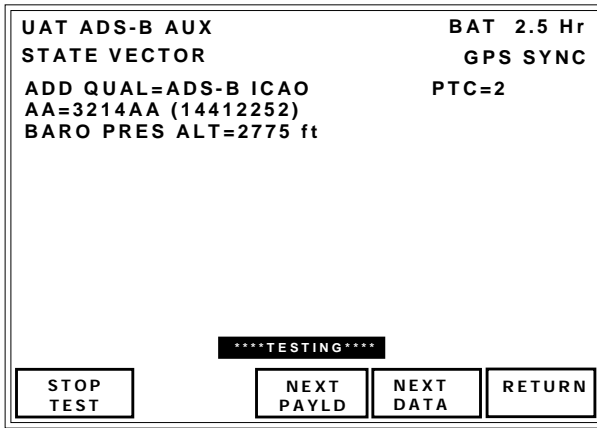 UAT ADS-B AUX BAT 2.5 Hr
STATE VECTOR GPS SYNC
ADD QUAL=ADS-B ICAO PTC=2
AA=3214AA (14412252)
BARO PRES ALT=2775 ft
****TESTING****
STOP TEST
NEXT PAYLD
NEXT DATA
RETURN